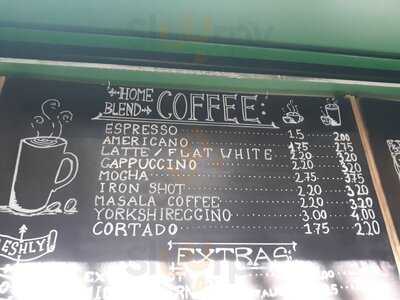 HOME BLEND COFFEE:
ESPRESSO 1.5 2.00
AMERICANO 1.75 2.75
LATTE / FLAT WHITE 2.20 3.20
CAPPUCCINO 2.20 3.20
MOCHA 2.75 3.75
IRON SHOT 2.20 3.20
MASALA COFFEE 2.20 3.20
YORKSHIREGGINO 3.00 4.00
CORTADO 1.75 2.20
ESHLY
EXTRAS